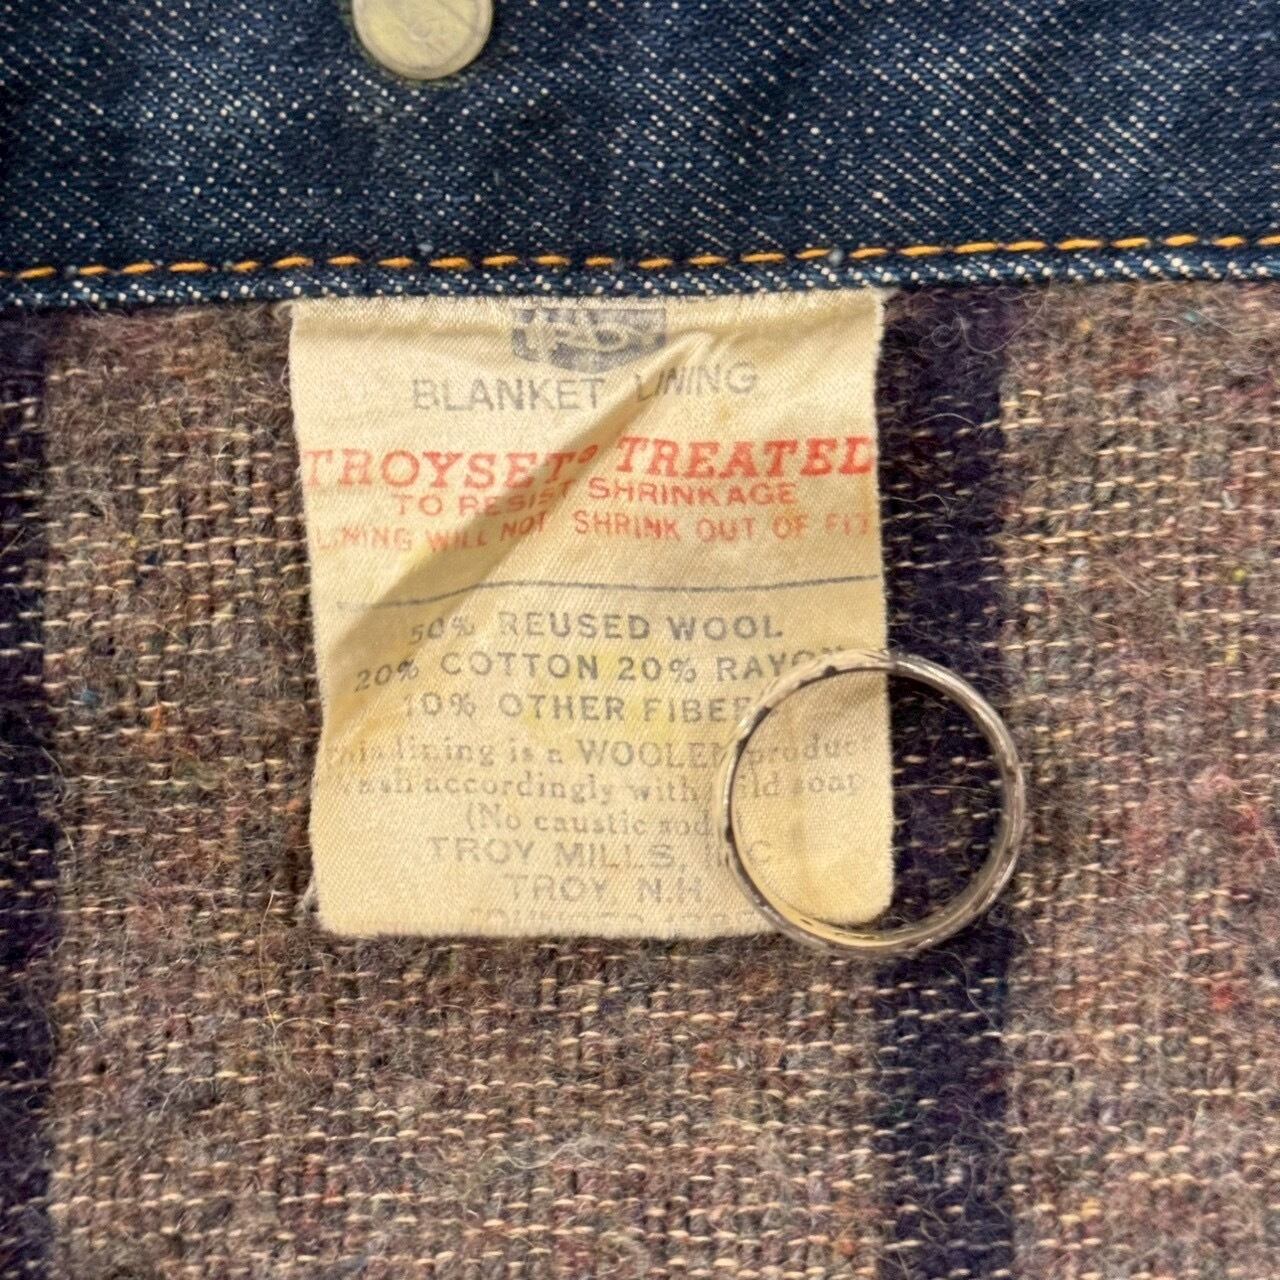 TROY
BLANKET LINING
TROYSET® TREATED
TO RESIST SHRINKAGE
LINING WILL NOT SHRINK OUT OF FIT
50% REUSED WOOL
20% COTTON 20% RAYON
10% OTHER FIBERS
This lining is a WOOLEN product
wash accordingly with mild soap
(No caustic soda
TROY MILLS, INC
TROY N.H.